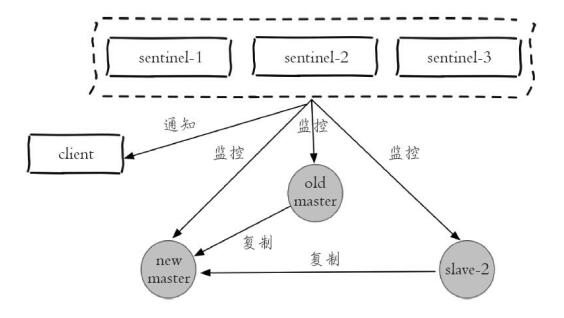 sentinel-1
sentinel-2
sentinel-3
通知
监控
监控
监控
client
old
master
复制
复制
new
master
slave-2